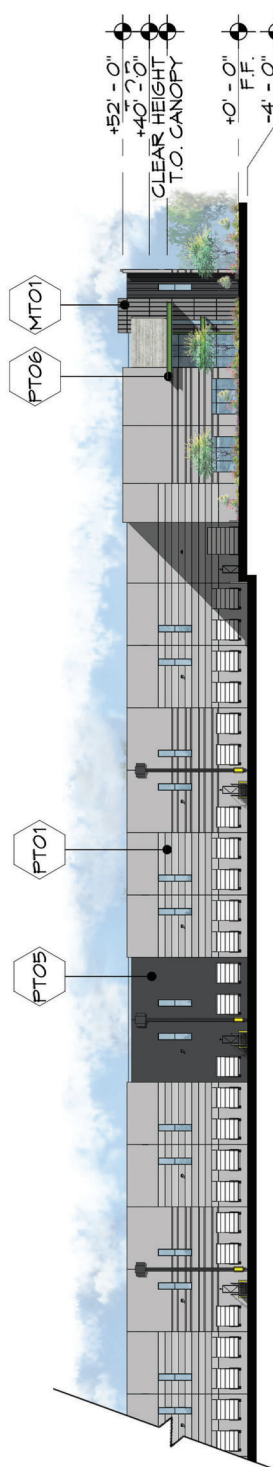 PT05
PT01
PT06
MT01
+52' - 0"
+40' - 0"
CLEAR HEIGHT
T.O. CANOPY
+0' - 0"
F.F.
-4' - 0"